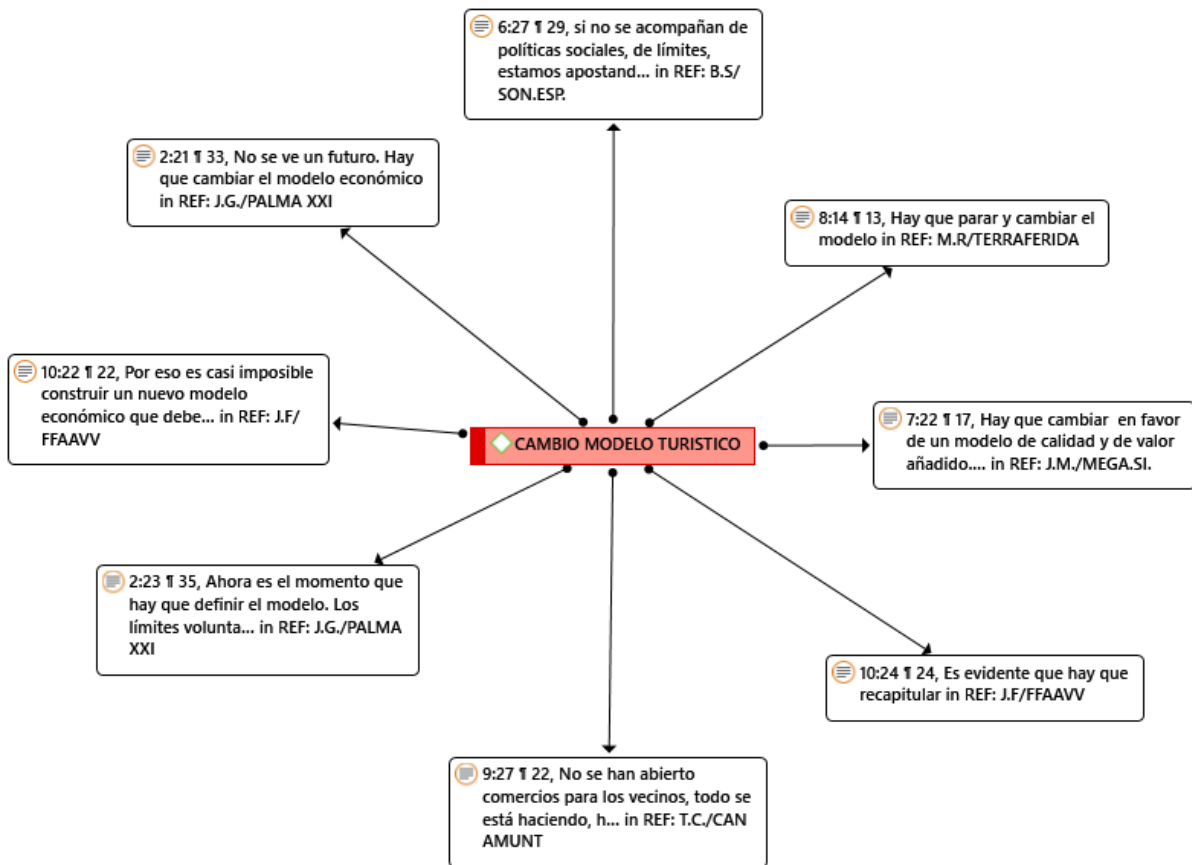 6:27 ¶ 29, si no se acompañan de
políticas sociales, de límites,
estamos apostand... in REF: B.S/
SON.ESP.
2:21 ¶ 33, No se ve un futuro. Hay
que cambiar el modelo económico
in REF: J.G./PALMA XXI
8:14 ¶ 13, Hay que parar y cambiar el
modelo in REF: M.R/TERRAFERIDA
10:22 ¶ 22, Por eso es casi imposible
construir un nuevo modelo
económico que debe... in REF: J.F/
FFAAVV
CAMBIO MODELO TURISTICO
7:22 ¶ 17, Hay que cambiar en favor
de un modelo de calidad y de valor
añadido.... in REF: J.M./MEGA.SI.
2:23 ¶ 35, Ahora es el momento que
hay que definir el modelo. Los
límites volunta... in REF: J.G./PALMA
XXI
10:24 ¶ 24, Es evidente que hay que
recapitular in REF: J.F/FFAAVV
9:27 ¶ 22, No se han abierto
comercios para los vecinos, todo se
está haciendo, h... in REF: T.C./CAN
AMUNT